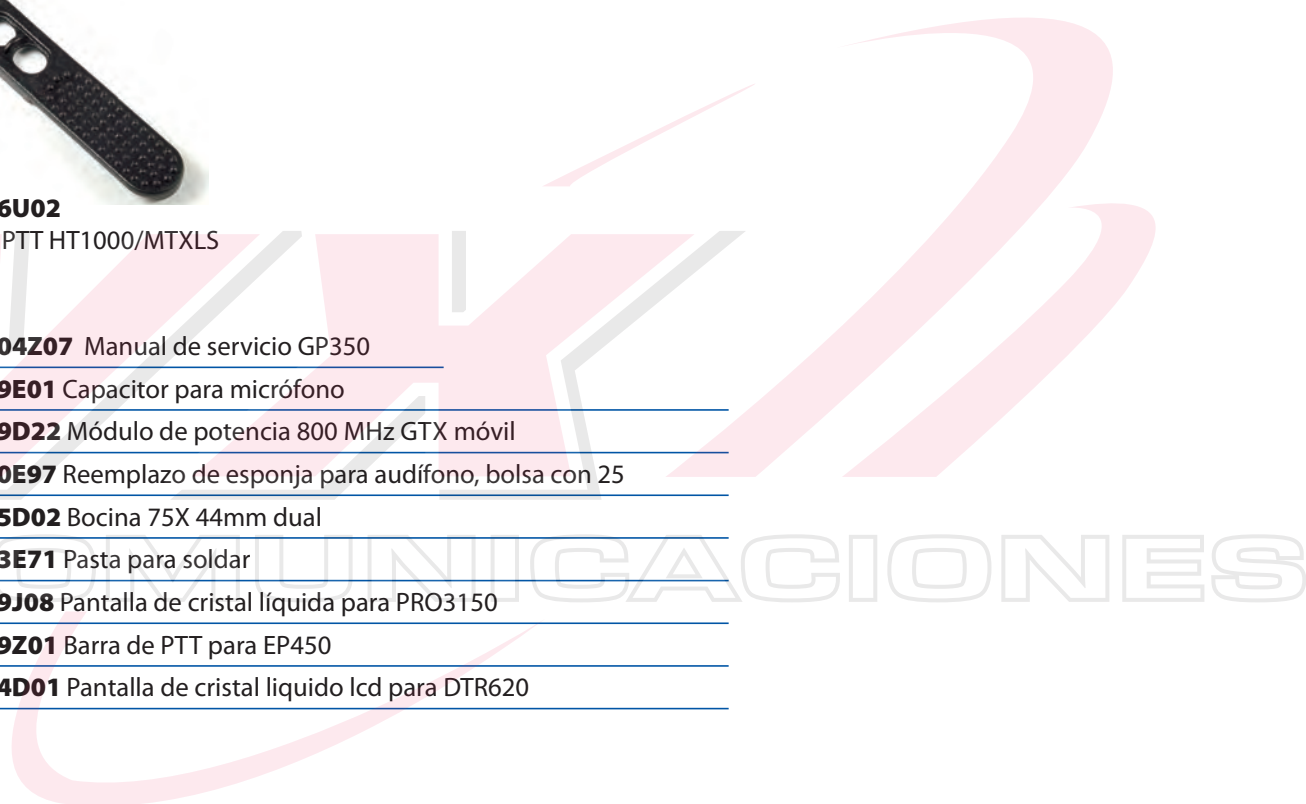 6U02
PTT HT1000/MTXLS
04Z07 Manual de servicio GP350
9E01 Capacitor para micrófono
9D22 Módulo de potencia 800 MHz GTX móvil
0E97 Reemplazo de esponja para audífono, bolsa con 25
5D02 Bocina 75X 44mm dual
3E71 Pasta para soldar
9J08 Pantalla de cristal líquida para PRO3150
9Z01 Barra de PTT para EP450
4D01 Pantalla de cristal liquido lcd para DTR620
OMUNICACIONES